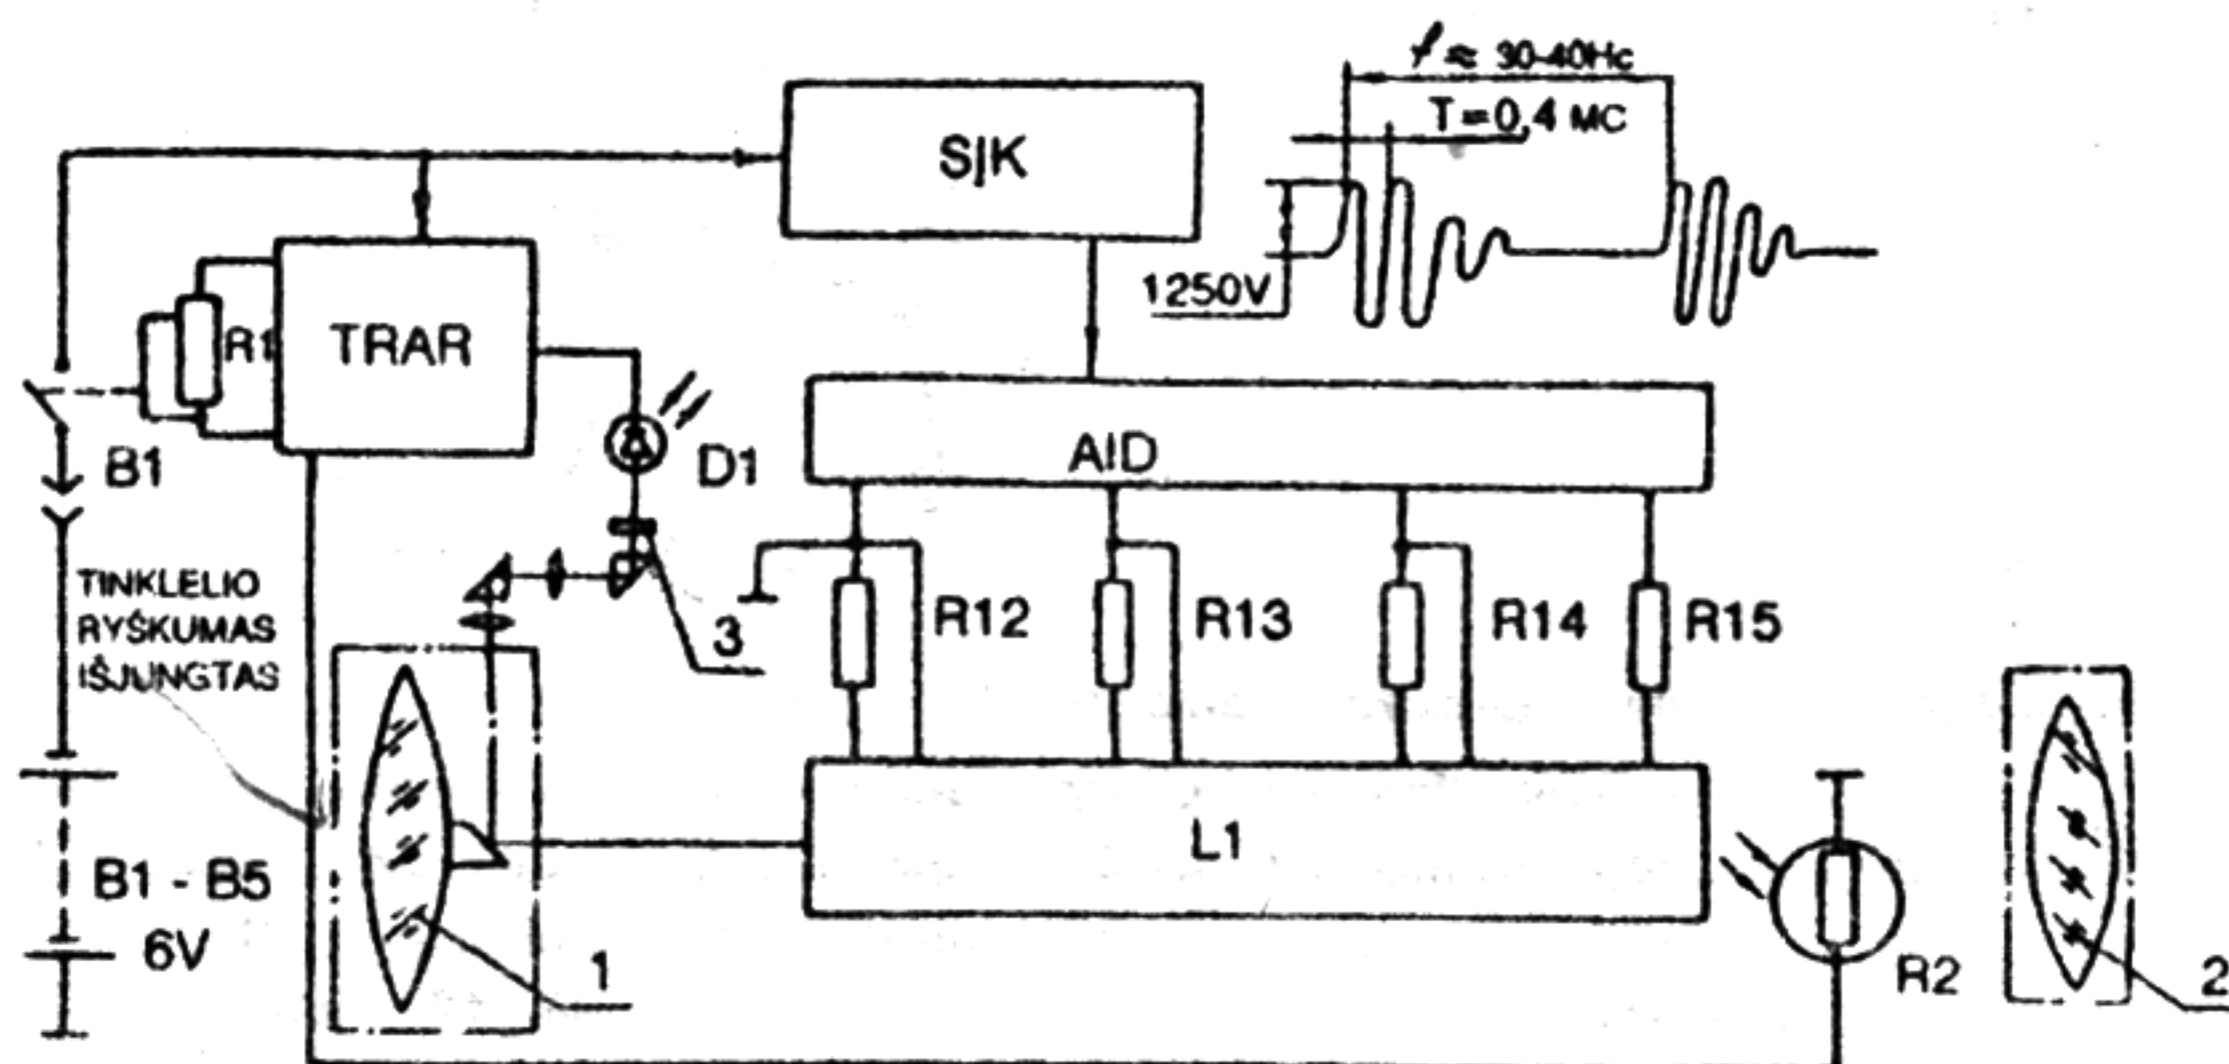 f ≈ 30-40Hc
T=0,4 мс
SĮK
1250V
R1
TRAR
B1
D1
AID
TINKLELIO
RYŠKUMAS
IŠJUNGTAS
3
R12
R13
R14
R15
L1
B1 - B5
6V
1
R2
2